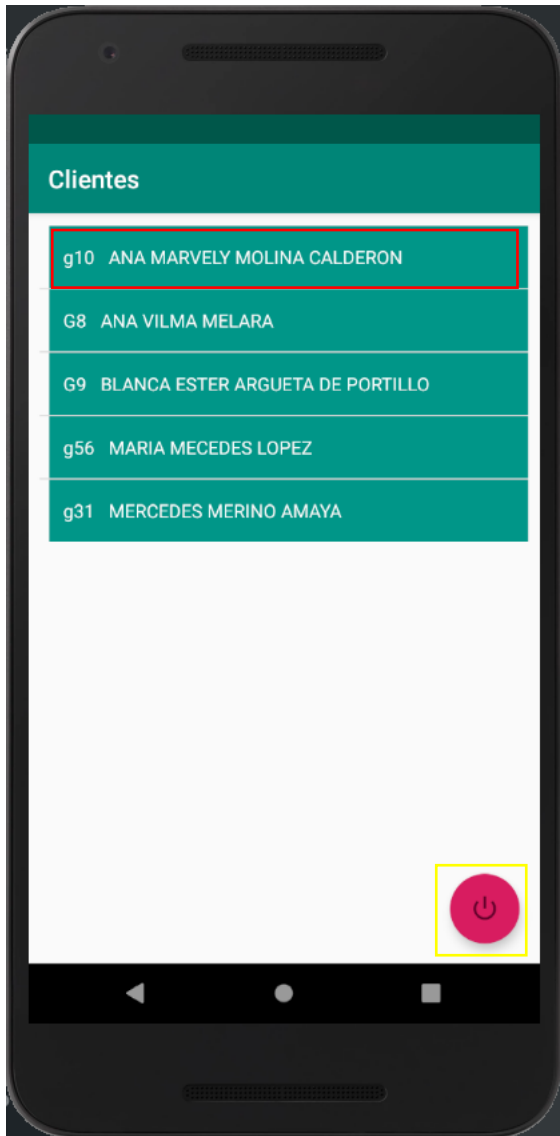 Clientes
g10 ANA MARVELY MOLINA CALDERON
G8 ANA VILMA MELARA
G9 BLANCA ESTER ARGUETA DE PORTILLO
g56 MARIA MECEDES LOPEZ
g31 MERCEDES MERINO AMAYA